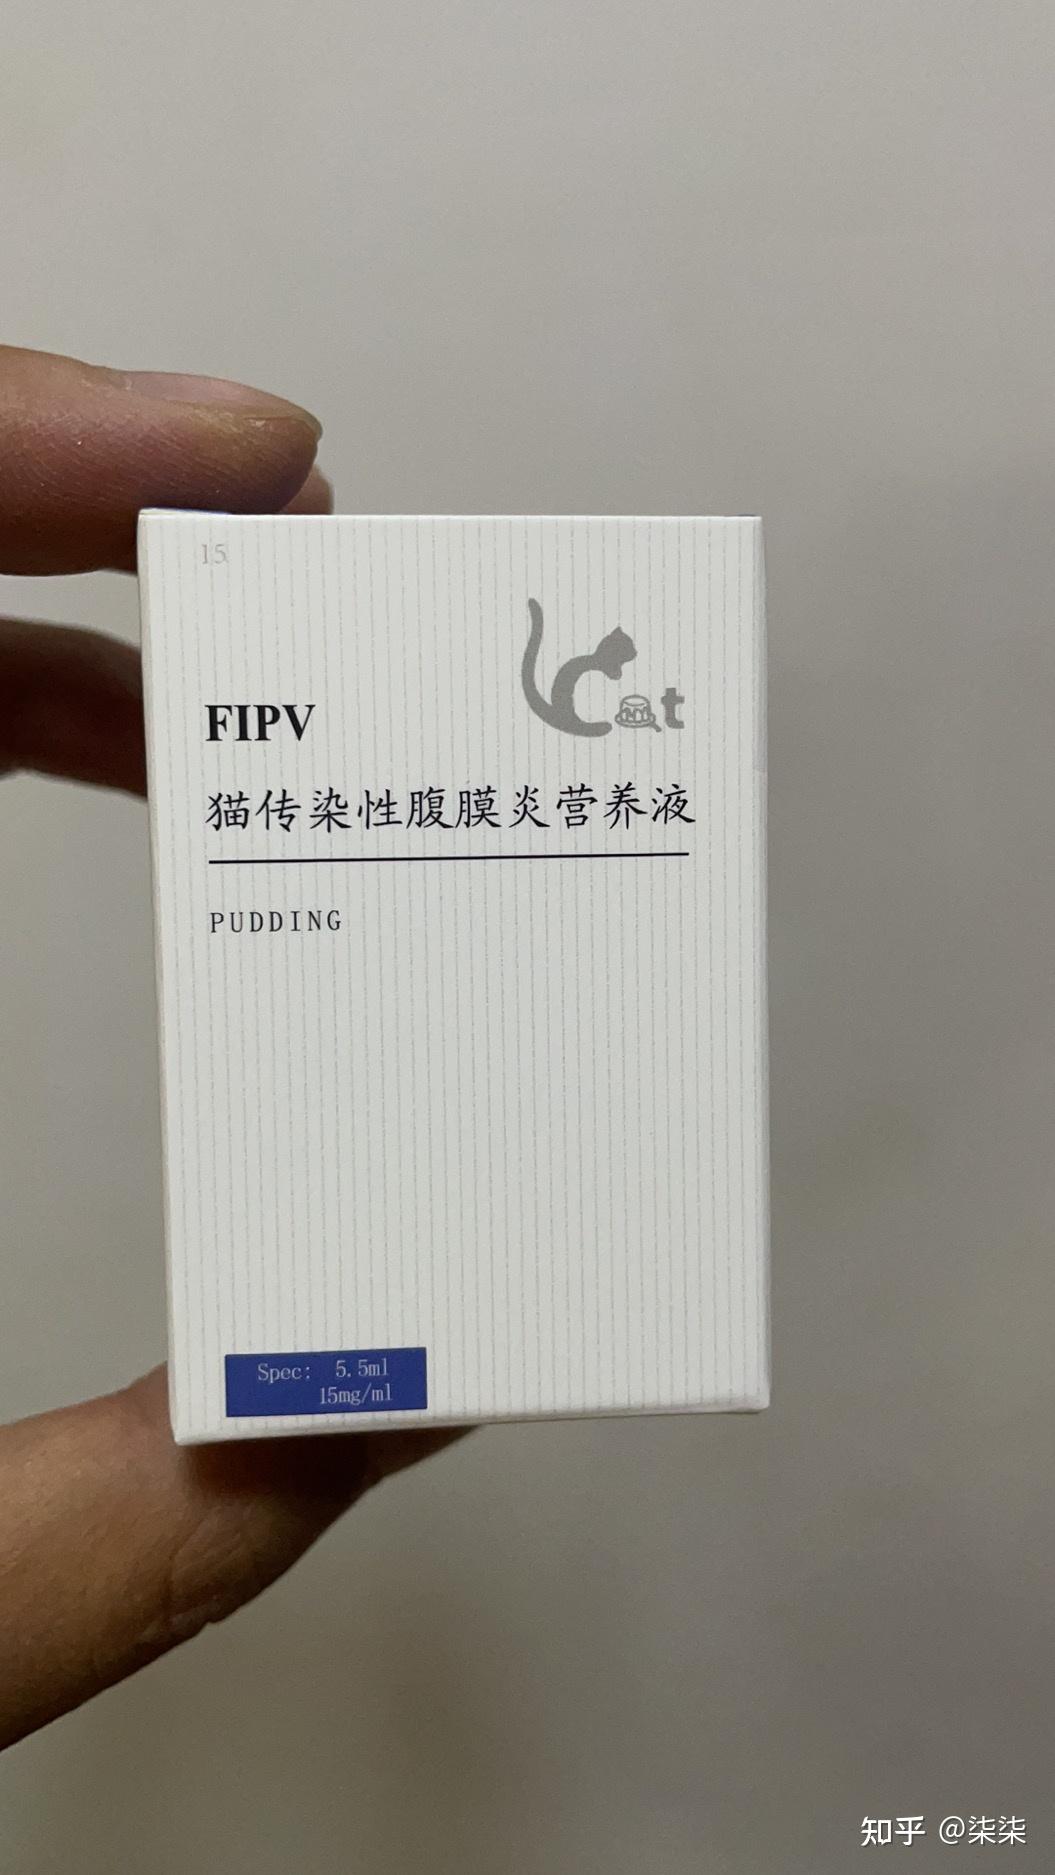 15
Cat
FIPV
猫传染性腹膜炎营养液
PUDDING
Spec: 5.5ml
15mg/ml
知乎 @柒柒